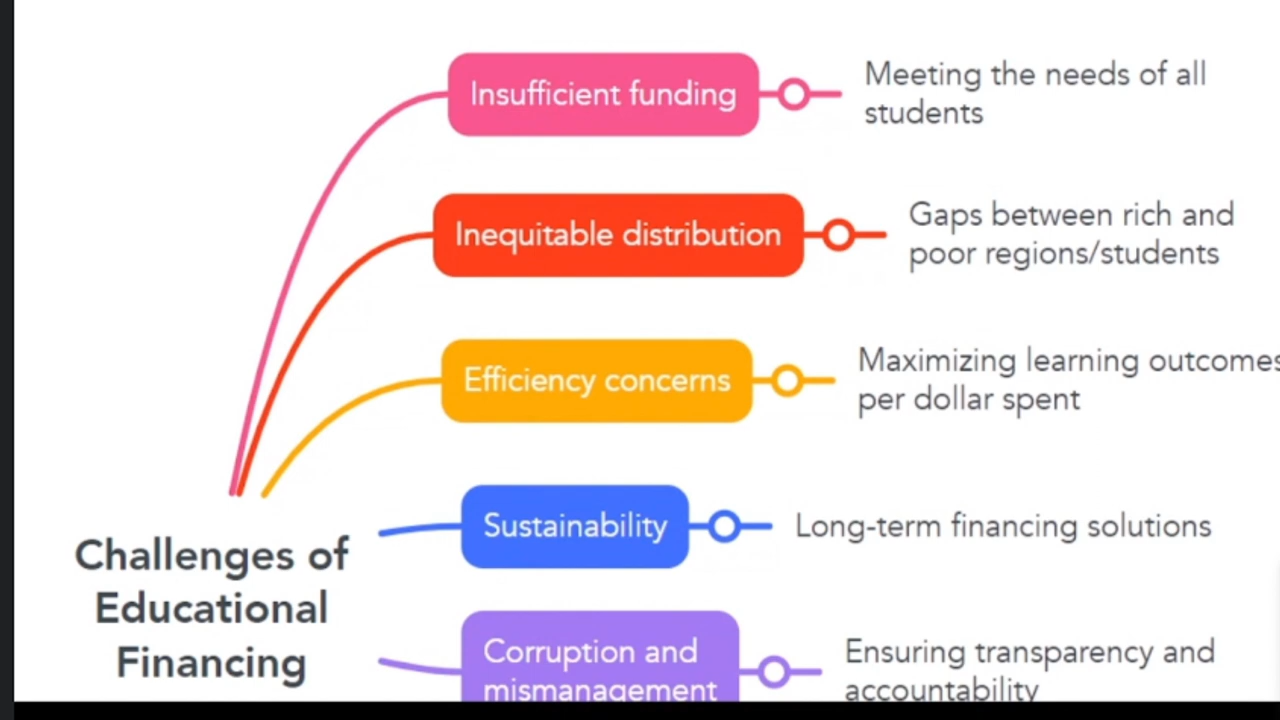 Insufficient funding
Meeting the needs of all
students
Inequitable distribution
Gaps between rich and
poor regions/students
Efficiency concerns
Maximizing learning outcomes
per dollar spent
Sustainability
Long-term financing solutions
Challenges of
Educational
Financing
Corruption and
mismanagement
Ensuring transparency and
accountability